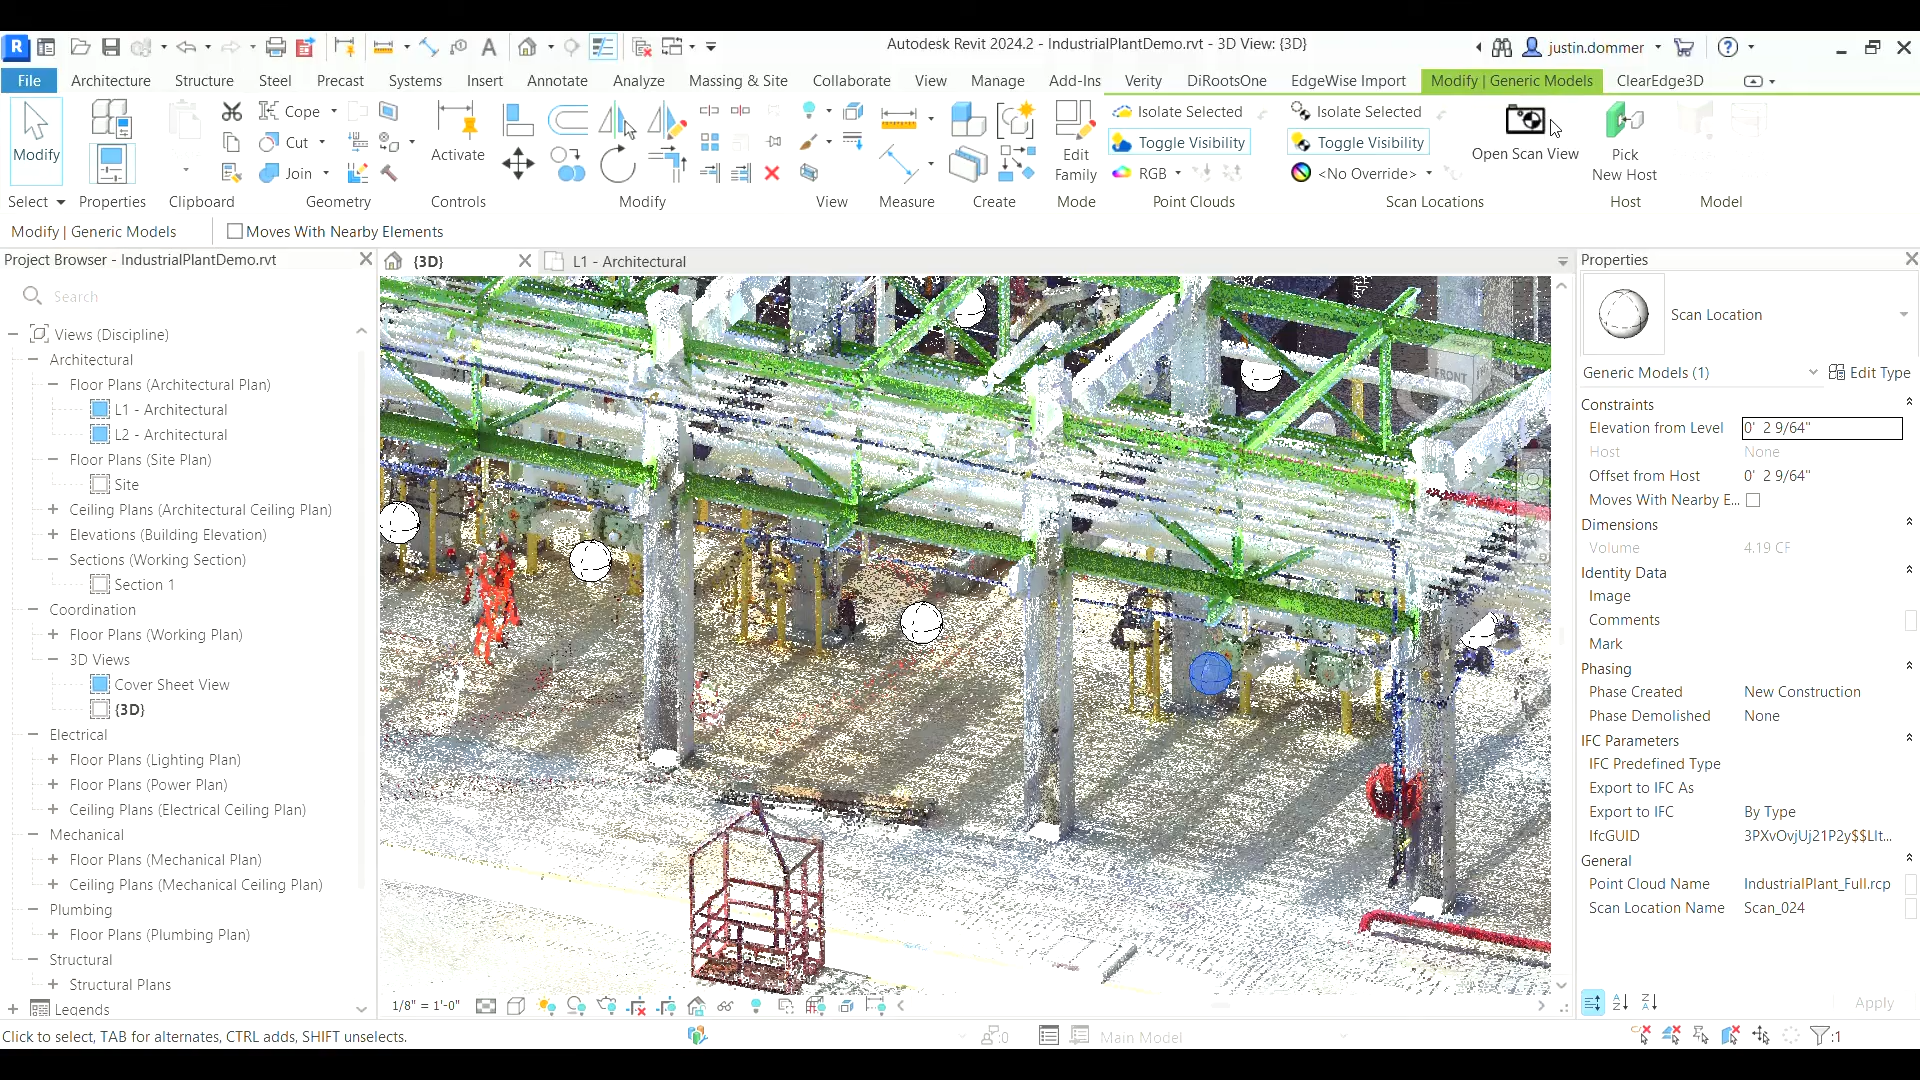 Autodesk Revit 2024.2 - IndustrialPlantDemo.rvt - 3D View: {3D}
justin.dommer
File Architecture Structure Steel Precast Systems Insert Annotate Analyze Massing & Site Collaborate View Manage Add-Ins Verity DiRootsOne EdgeWise Import Modify | Generic Models ClearEdge3D
Modify
Cope
Cut
Join
Activate
Edit
Family
Isolate Selected
Toggle Visibility
RGB
Isolate Selected
Toggle Visibility
<No Override>
Open Scan View
Pick
New Host
Select Properties Clipboard Geometry Controls Modify View Measure Create Mode Point Clouds Scan Locations Host Model
Modify | Generic Models Moves With Nearby Elements
Project Browser - IndustrialPlantDemo.rvt
Search
Views (Discipline)
Architectural
Floor Plans (Architectural Plan)
L1 - Architectural
L2 - Architectural
Floor Plans (Site Plan)
Site
Ceiling Plans (Architectural Ceiling Plan)
Elevations (Building Elevation)
Sections (Working Section)
Section 1
Coordination
Floor Plans (Working Plan)
3D Views
Cover Sheet View
{3D}
Electrical
Floor Plans (Lighting Plan)
Floor Plans (Power Plan)
Ceiling Plans (Electrical Ceiling Plan)
Mechanical
Floor Plans (Mechanical Plan)
Ceiling Plans (Mechanical Ceiling Plan)
Plumbing
Floor Plans (Plumbing Plan)
Structural
Structural Plans
Legends
{3D} L1 - Architectural
FRONT
1/8" = 1'-0"
Properties
Scan Location
Generic Models (1) Edit Type
Constraints
Elevation from Level 0' 2 9/64"
Host None
Offset from Host 0' 2 9/64"
Moves With Nearby E...
Dimensions
Volume 4.19 CF
Identity Data
Image
Comments
Mark
Phasing
Phase Created New Construction
Phase Demolished None
IFC Parameters
IFC Predefined Type
Export to IFC As
Export to IFC By Type
IfcGUID 3PXvOvjUj21P2y$$LIt...
General
Point Cloud Name IndustrialPlant_Full.rcp
Scan Location Name Scan_024
Apply
Click to select, TAB for alternates, CTRL adds, SHIFT unselects.
:0
Main Model
:1